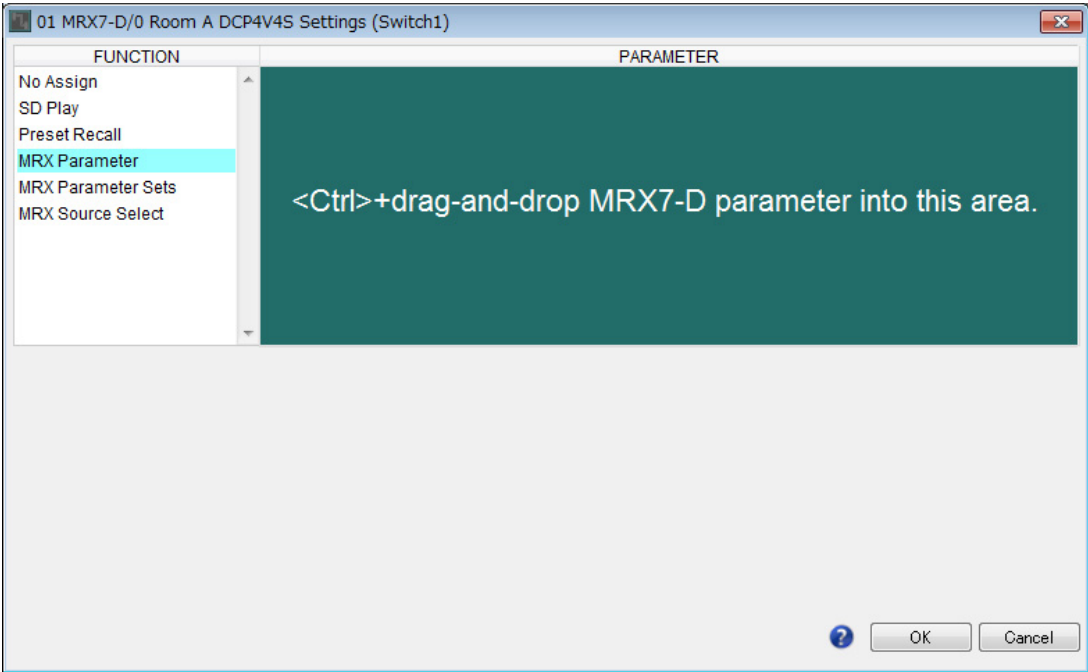 01 MRX7-D/0 Room A DCP4V4S Settings (Switch1)
FUNCTION
PARAMETER
No Assign
SD Play
Preset Recall
MRX Parameter
MRX Parameter Sets
MRX Source Select
<Ctrl>+drag-and-drop MRX7-D parameter into this area.
?
OK
Cancel